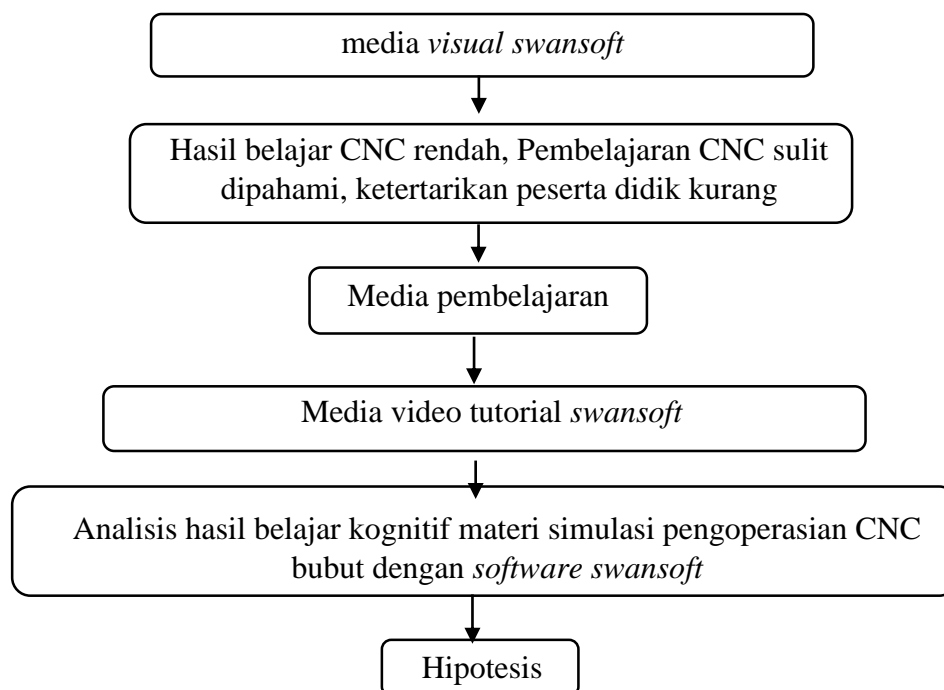 media visual swansoft
Hasil belajar CNC rendah, Pembelajaran CNC sulit
dipahami, ketertarikan peserta didik kurang
Media pembelajaran
Media video tutorial swansoft
Analisis hasil belajar kognitif materi simulasi pengoperasian CNC
bubut dengan software swansoft
Hipotesis